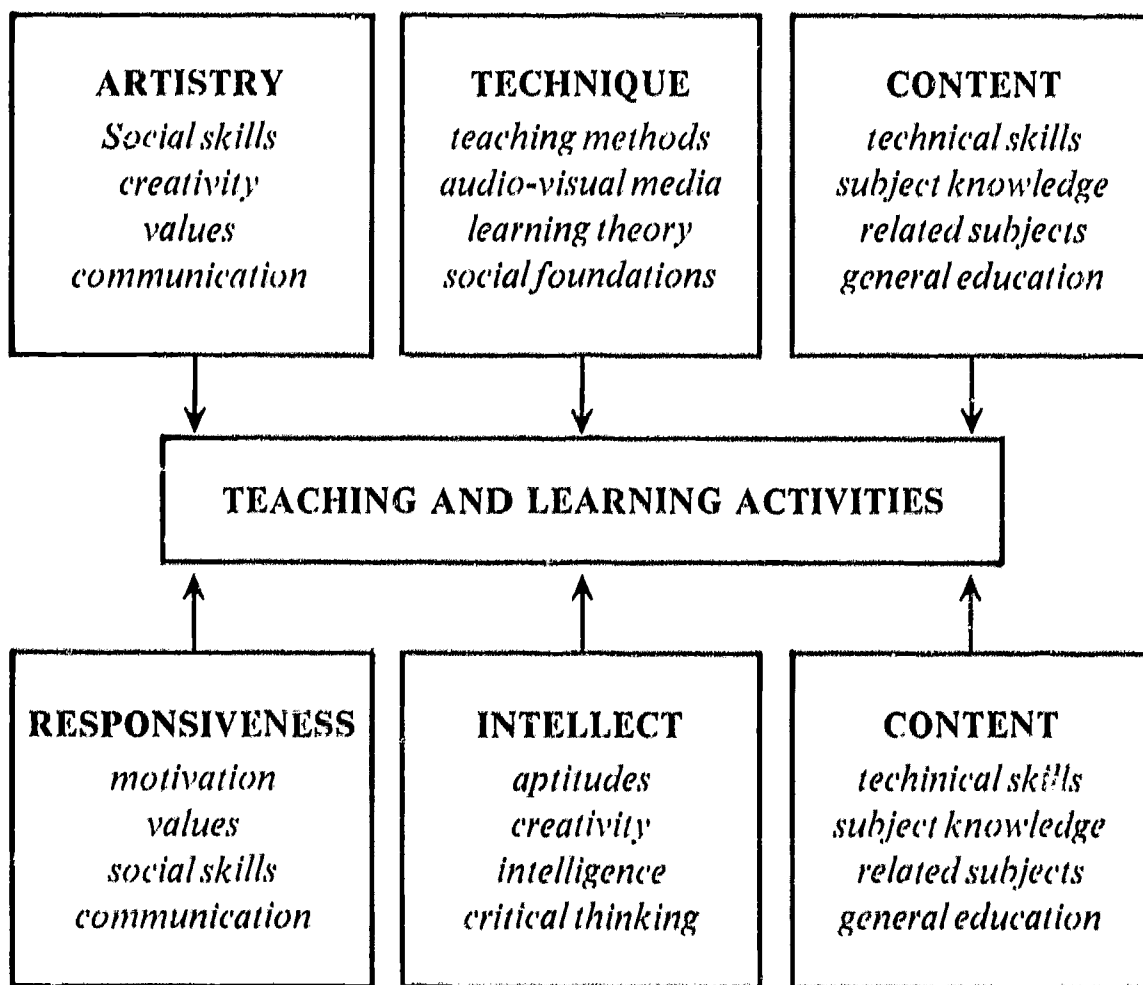 ARTISTRY
Social skills
creativity
values
communication
TECHNIQUE
teaching methods
audio-visual media
learning theory
social foundations
CONTENT
technical skills
subject knowledge
related subjects
general education
TEACHING AND LEARNING ACTIVITIES
RESPONSIVENESS
motivation
values
social skills
communication
INTELLECT
aptitudes
creativity
intelligence
critical thinking
CONTENT
techinical skills
subject knowledge
related subjects
general education